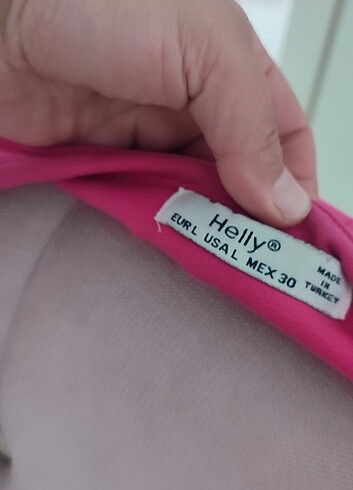 Helly®
EUR L USA L MEX 30
MADE
IN
TURKEY